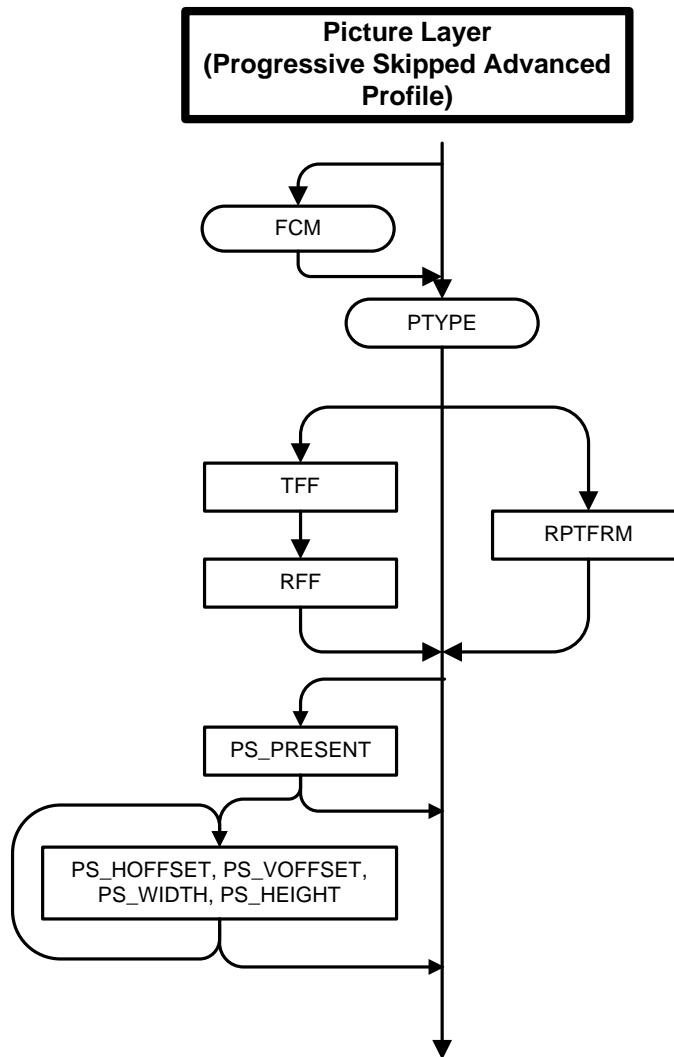 Picture Layer
(Progressive Skipped Advanced
Profile)
FCM
PTYPE
TFF
RPTFRM
RFF
PS_PRESENT
PS_HOFFSET, PS_VOFFSET,
PS_WIDTH, PS_HEIGHT